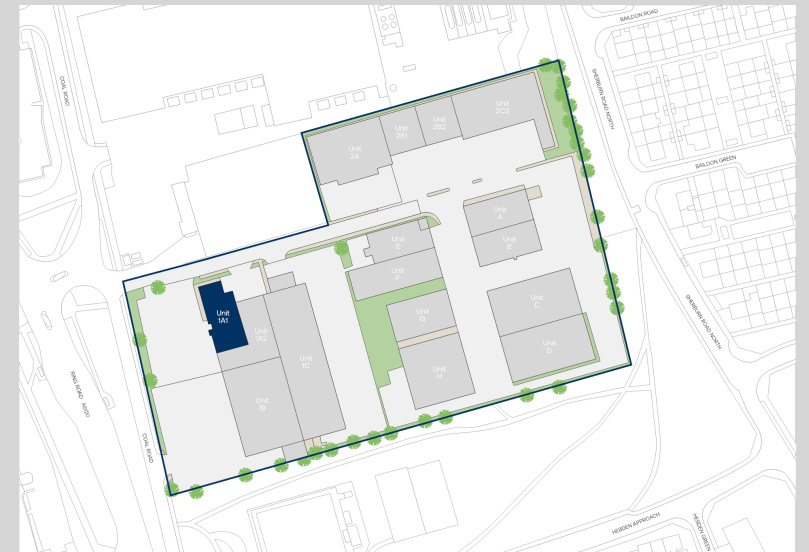 BAILDON ROAD
COAL ROAD
SHERBURN ROAD NORTH
Unit
2C2
Unit
2B2
Unit
2B1
Unit
2A
BAILDON GREEN
Unit
A
Unit
B
Unit
E
Unit
F
Unit
C
Unit
G
Unit
1A1
Unit
1A2
SHERBURN ROAD NORTH
Unit
D
Unit
1C
Unit
H
RING ROAD A6120
Unit
1B
COAL ROAD
HEBDEN APPROACH
HEBDEN GREEN